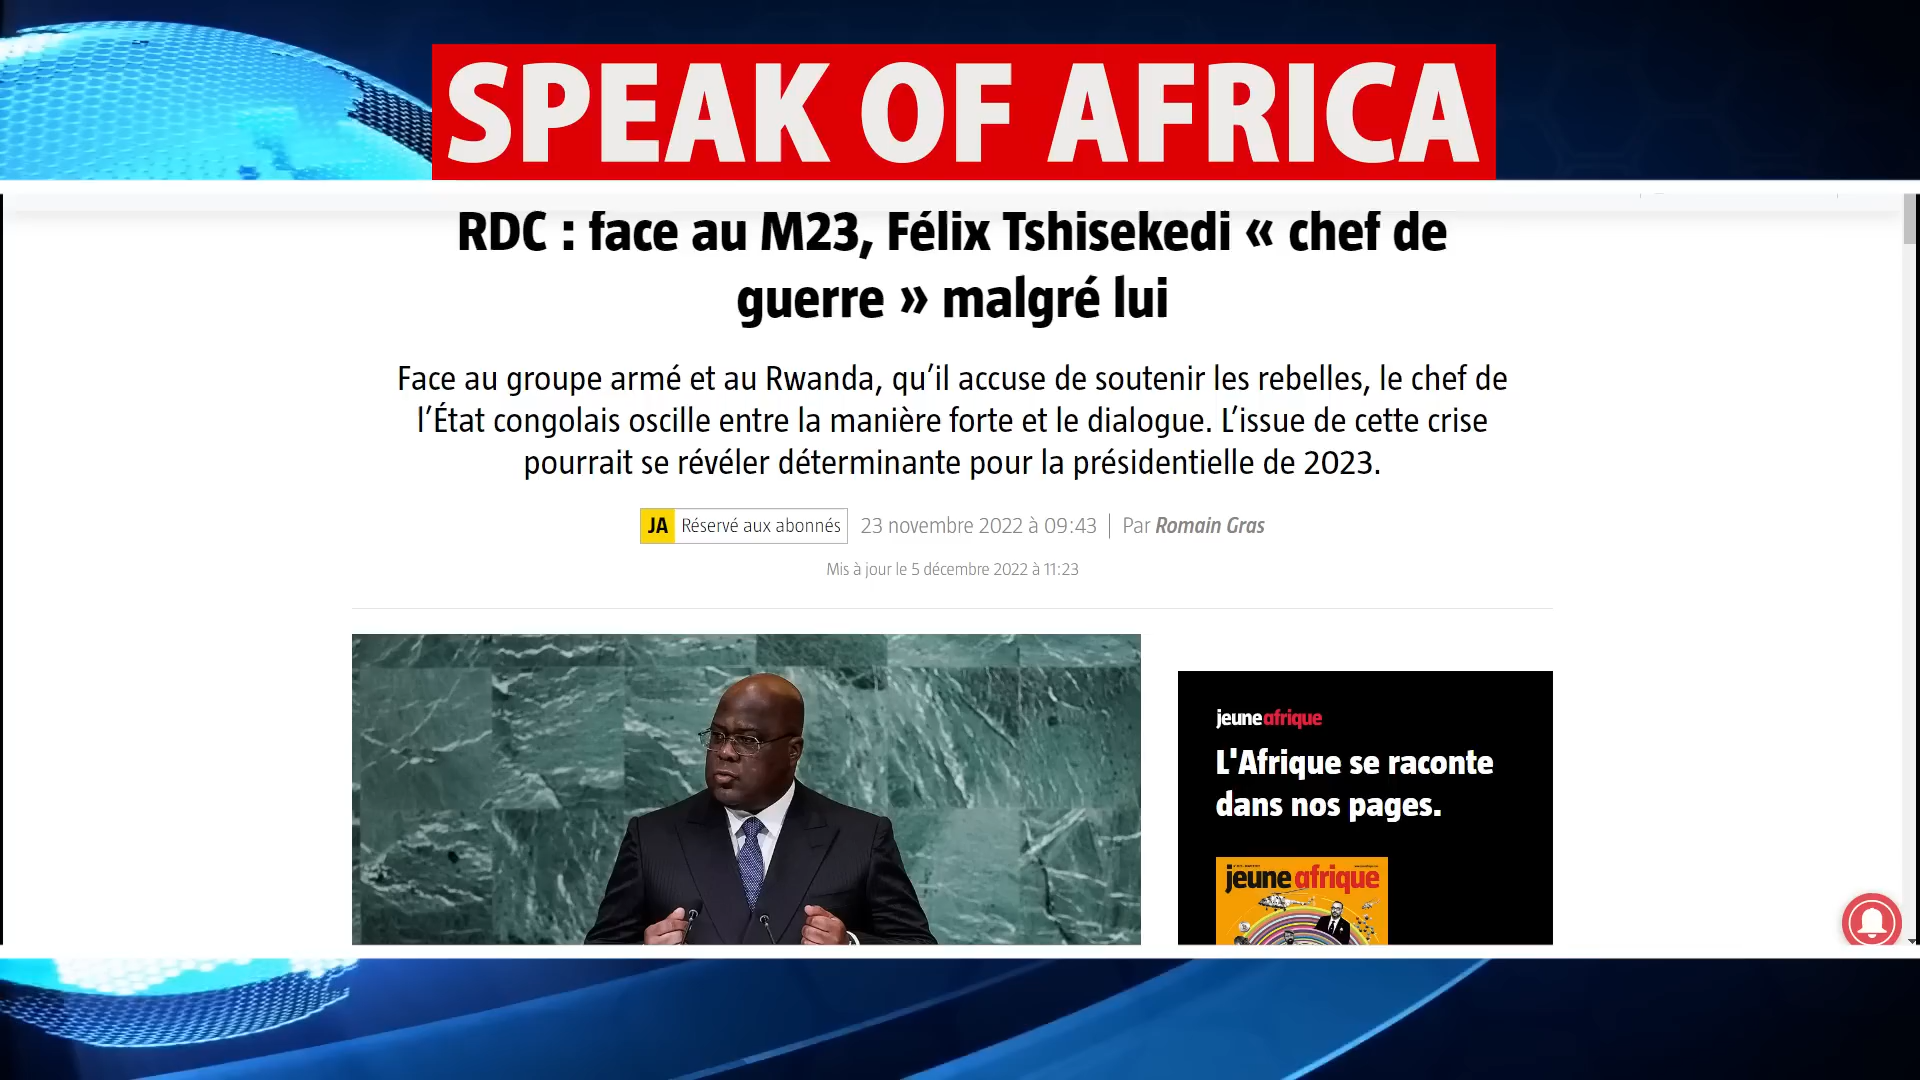 SPEAK OF AFRICA
RDC : face au M23, Félix Tshisekedi « chef de
guerre » malgré lui
Face au groupe armé et au Rwanda, qu’il accuse de soutenir les rebelles, le chef de
l’État congolais oscille entre la manière forte et le dialogue. L’issue de cette crise
pourrait se révéler déterminante pour la présidentielle de 2023.
JA Réservé aux abonnés 23 novembre 2022 à 09:43 | Par Romain Gras
Mis à jour le 5 décembre 2022 à 11:23
jeuneafrique
L'Afrique se raconte
dans nos pages.
jeune afrique